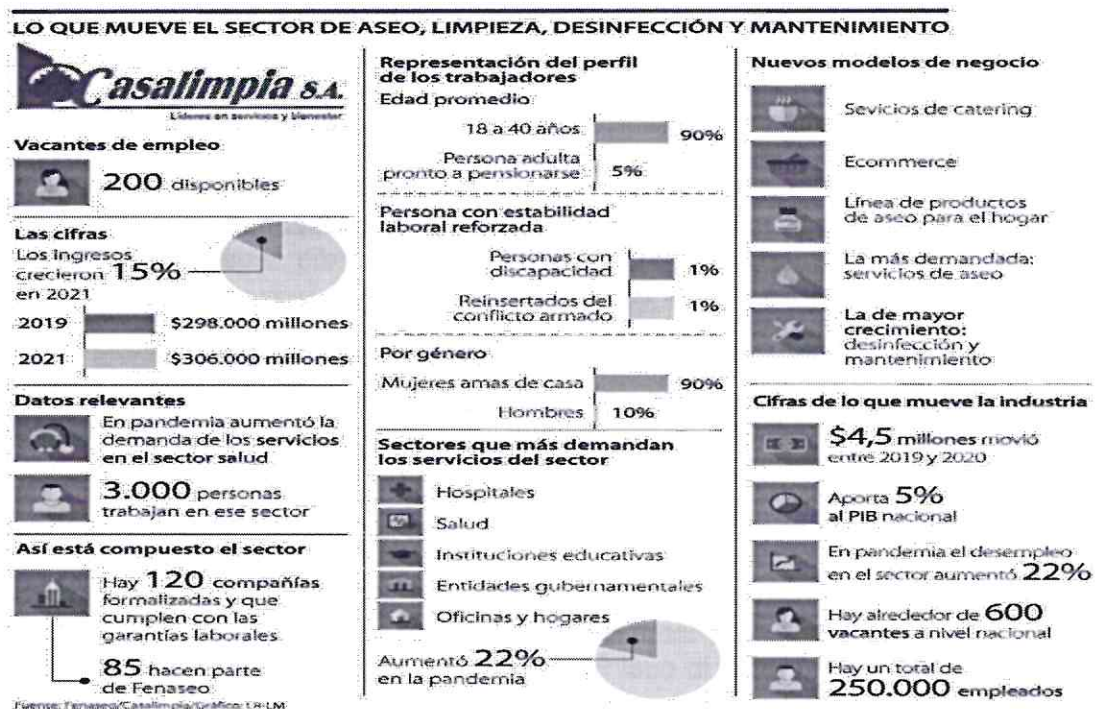 LO QUE MUEVE EL SECTOR DE ASEO, LIMPIEZA, DESINFECCIÓN Y MANTENIMIENTO
Casalimpia S.A.
Líderes en servicios y bienestar
Vacantes de empleo
200 disponibles
Las cifras
Los ingresos
crecieron 15%
en 2021
2019 $298.000 millones
2021 $306.000 millones
Datos relevantes
En pandemia aumentó la
demanda de los servicios
en el sector salud
3.000 personas
trabajan en ese sector
Así está compuesto el sector
Hay 120 compañías
formalizadas y que
cumplen con las
garantías laborales
85 hacen parte
de Fenaseo
Fuente: Fenaseo/Casalimpia/Gráfico: LR-LM
Representación del perfil
de los trabajadores
Edad promedio
18 a 40 años 90%
Persona adulta
pronto a pensionarse 5%
Persona con estabilidad
laboral reforzada
Personas con
discapacidad 1%
Reinsertados del
conflicto armado 1%
Por género
Mujeres amas de casa 90%
Hombres 10%
Sectores que más demandan
los servicios del sector
Hospitales
Salud
Instituciones educativas
Entidades gubernamentales
Oficinas y hogares
Aumentó 22%
en la pandemia
Nuevos modelos de negocio
Sevicios de catering
Ecommerce
Línea de productos
de aseo para el hogar
La más demandada:
servicios de aseo
La de mayor
crecimiento:
desinfección y
mantenimiento
Cifras de lo que mueve la industria
$4,5 millones movió
entre 2019 y 2020
Aporta 5%
al PIB nacional
En pandemia el desempleo
en el sector aumentó 22%
Hay alrededor de 600
vacantes a nivel nacional
Hay un total de
250.000 empleados